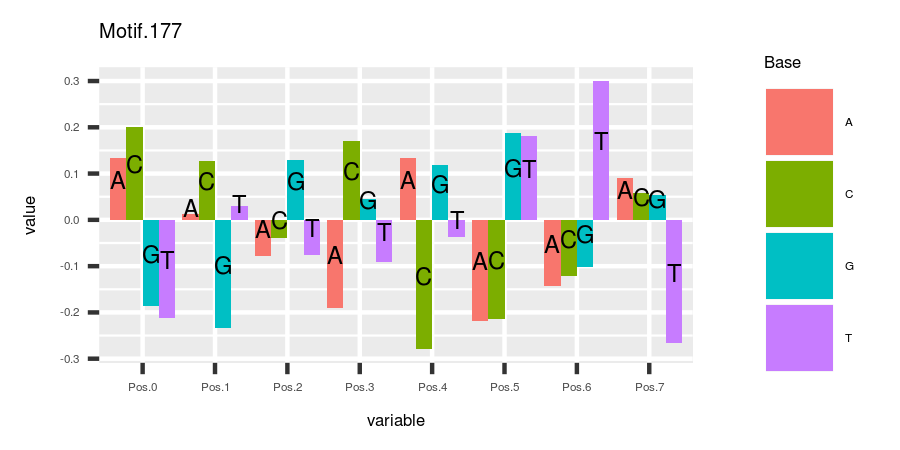 Motif.177
Base
0.3
0.2
0.1
0.0
-0.1
-0.2
-0.3
value
A C G T
A C G T
A C G T
A C G T
A C G T
A C G T
A C G T
A C G T
Pos.0 Pos.1 Pos.2 Pos.3 Pos.4 Pos.5 Pos.6 Pos.7
variable
A
C
G
T